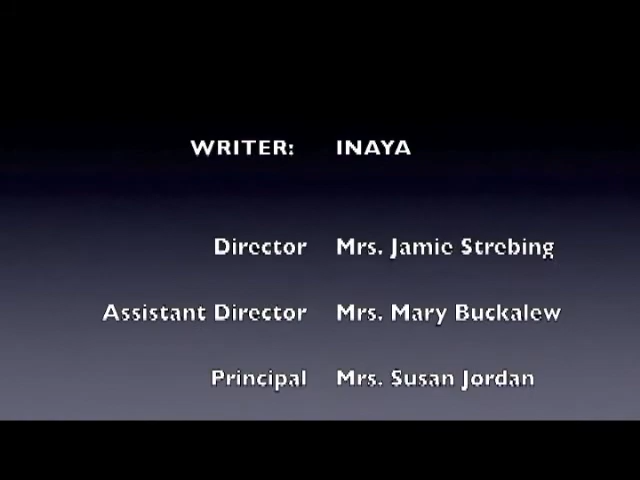 WRITER: INAYA
Director Mrs. Jamie Strebing
Assistant Director Mrs. Mary Buckalew
Principal Mrs. Susan Jordan